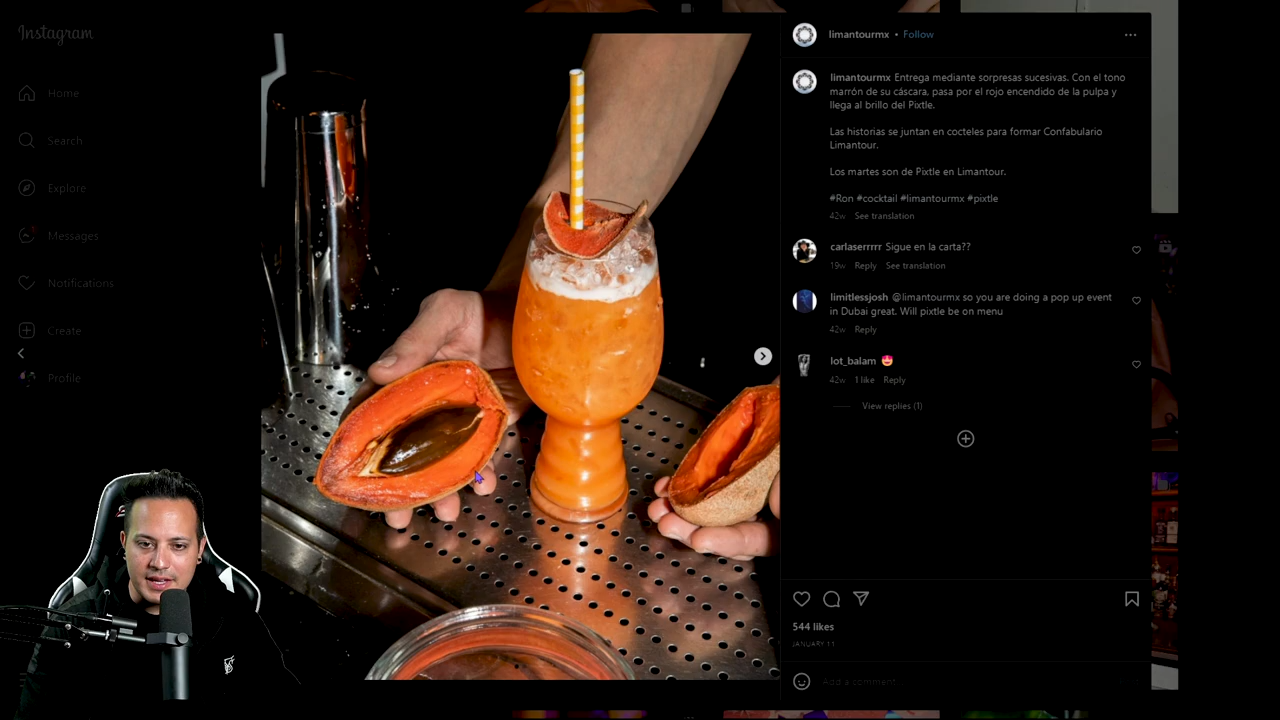 Instagram
Home
Search
Explore
Messages
Notifications
Create
Profile
limantourmx • Follow
limantourmx Entrega mediante sorpresas sucesivas. Con el tono
marrón de su cáscara, pasa por el rojo encendido de la pulpa y
llega al brillo del Pixtle.
Las historias se juntan en cocteles para formar Confabulario
Limantour.
Los martes son de Pixtle en Limantour.
#Ron #cocktail #limantourmx #pixtle
42w See translation
carlaserrrrr Sigue en la carta??
19w Reply See translation
limitlessjosh @limantourmx so you are doing a pop up event
in Dubai great. Will pixtle be on menu
42w Reply
lot_balam 🤩
42w 1 like Reply
View replies (1)
544 likes
JANUARY 11
Add a comment...